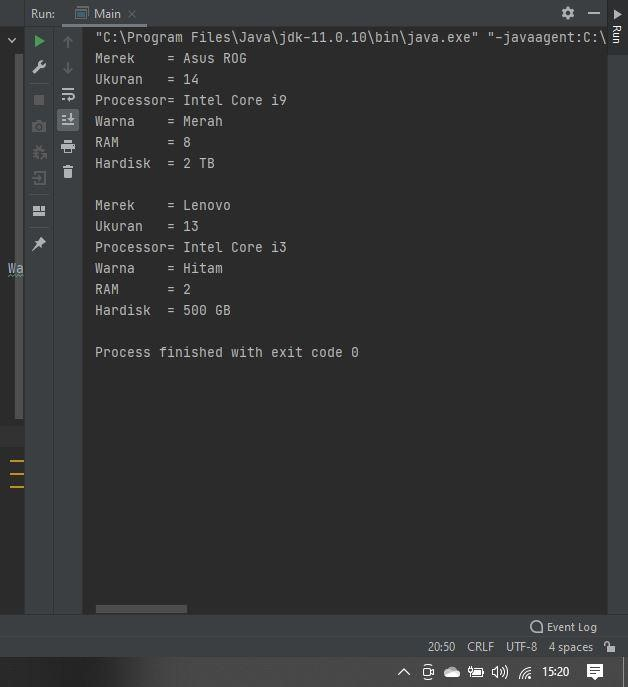 Run: Main
"C:\Program Files\Java\jdk-11.0.10\bin\java.exe" "-javaagent:C:\
Merek    = Asus ROG
Ukuran   = 14
Processor= Intel Core i9
Warna    = Merah
RAM      = 8
Hardisk  = 2 TB
Merek    = Lenovo
Ukuran   = 13
Processor= Intel Core i3
Warna    = Hitam
RAM      = 2
Hardisk  = 500 GB
Process finished with exit code 0
Wa
Run
Event Log
20:50 CRLF UTF-8 4 spaces
15:20